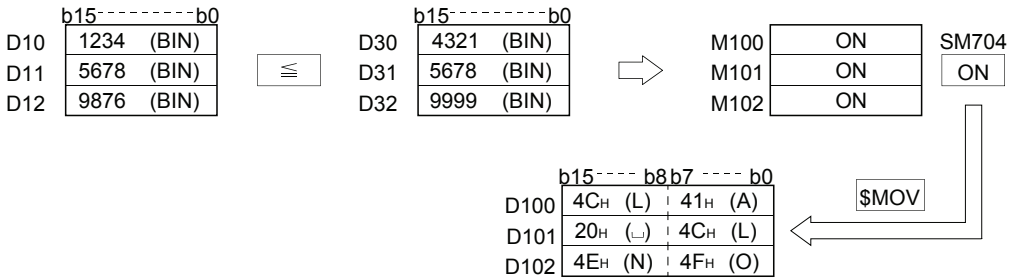 b15 b0 b15 b0
D10 1234 (BIN) D30 4321 (BIN) M100 ON SM704
D11 5678 (BIN) ≦ D31 5678 (BIN) M101 ON ON
D12 9876 (BIN) D32 9999 (BIN) M102 ON
b15 b8 b7 b0
D100 4CH (L) 41H (A) $MOV
D101 20H (␣) 4CH (L)
D102 4EH (N) 4FH (O)